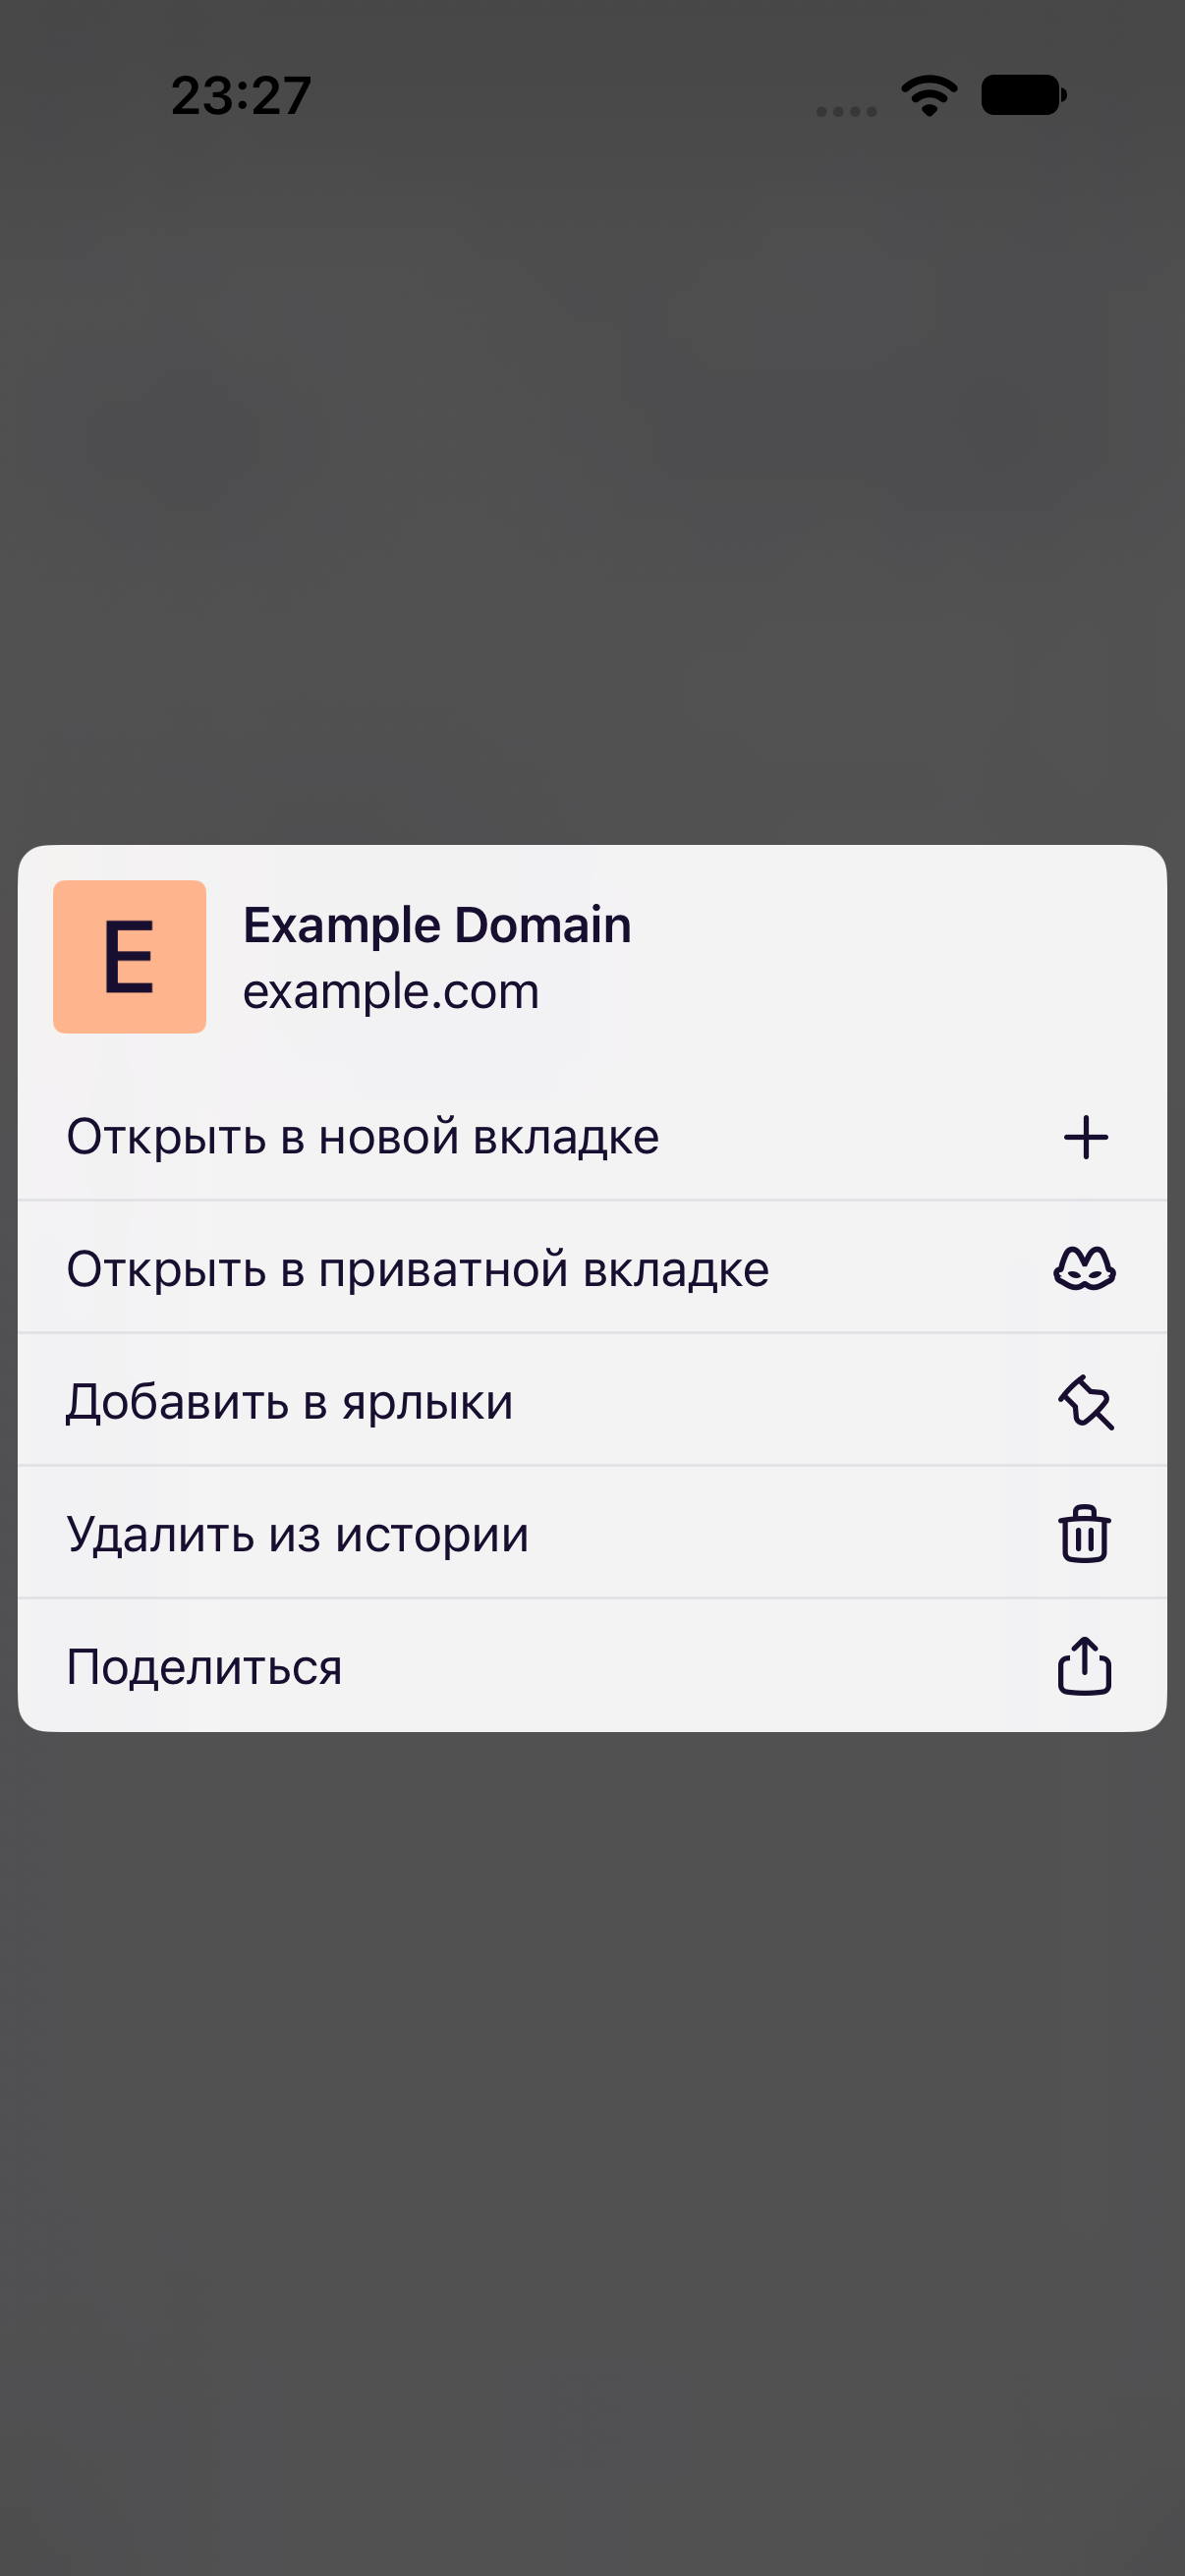 23:27
E
Example Domain
example.com
Открыть в новой вкладке
Открыть в приватной вкладке
Добавить в ярлыки
Удалить из истории
Поделиться